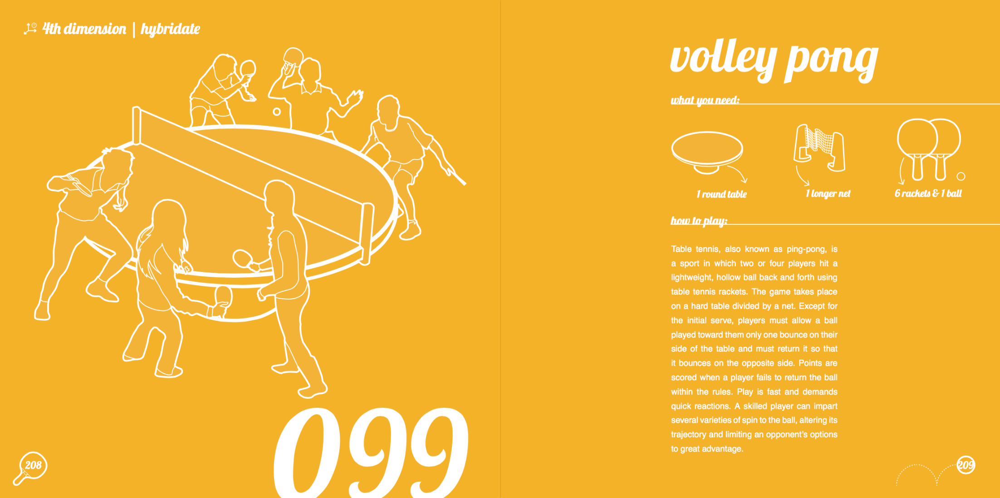 4th dimension | hybridate
099
208
volley pong
what you need:
1 round table
1 longer net
6 rackets & 1 ball
how to play:
Table tennis, also known as ping-pong, is
a sport in which two or four players hit a
lightweight, hollow ball back and forth using
table tennis rackets. The game takes place
on a hard table divided by a net. Except for
the initial serve, players must allow a ball
played toward them only one bounce on their
side of the table and must return it so that
it bounces on the opposite side. Points are
scored when a player fails to return the ball
within the rules. Play is fast and demands
quick reactions. A skilled player can impart
several varieties of spin to the ball, altering its
trajectory and limiting an opponent’s options
to great advantage.
209